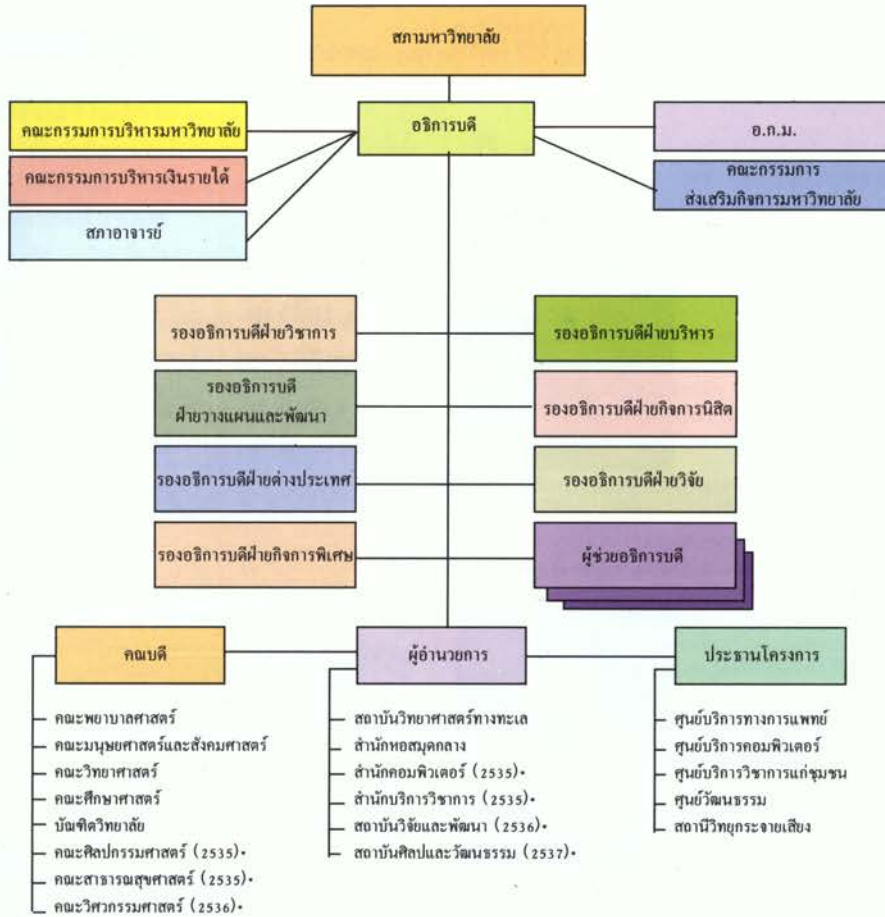 สภามหาวิทยาลัย
อธิการบดี
คณะกรรมการบริหารมหาวิทยาลัย
คณะกรรมการบริหารเงินรายได้
สภาอาจารย์
อ.ก.ม.
คณะกรรมการ
ส่งเสริมกิจการมหาวิทยาลัย
รองอธิการบดีฝ่ายวิชาการ
รองอธิการบดีฝ่ายบริหาร
รองอธิการบดี
ฝ่ายวางแผนและพัฒนา
รองอธิการบดีฝ่ายกิจการนิสิต
รองอธิการบดีฝ่ายต่างประเทศ
รองอธิการบดีฝ่ายวิจัย
รองอธิการบดีฝ่ายกิจการพิเศษ
ผู้ช่วยอธิการบดี
คณบดี
คณะพยาบาลศาสตร์
คณะมนุษยศาสตร์และสังคมศาสตร์
คณะวิทยาศาสตร์
คณะศึกษาศาสตร์
บัณฑิตวิทยาลัย
คณะศิลปกรรมศาสตร์ (2535)•
คณะสาธารณสุขศาสตร์ (2535)•
คณะวิศวกรรมศาสตร์ (2536)•
ผู้อำนวยการ
สถาบันวิทยาศาสตร์ทางทะเล
สำนักหอสมุดกลาง
สำนักคอมพิวเตอร์ (2535)•
สำนักบริการวิชาการ (2535)•
สถาบันวิจัยและพัฒนา (2536)•
สถาบันศิลปและวัฒนธรรม (2537)•
ประธานโครงการ
ศูนย์บริการทางการแพทย์
ศูนย์บริการคอมพิวเตอร์
ศูนย์บริการวิชาการแก่ชุมชน
ศูนย์วัฒนธรรม
สถานีวิทยุกระจายเสียง